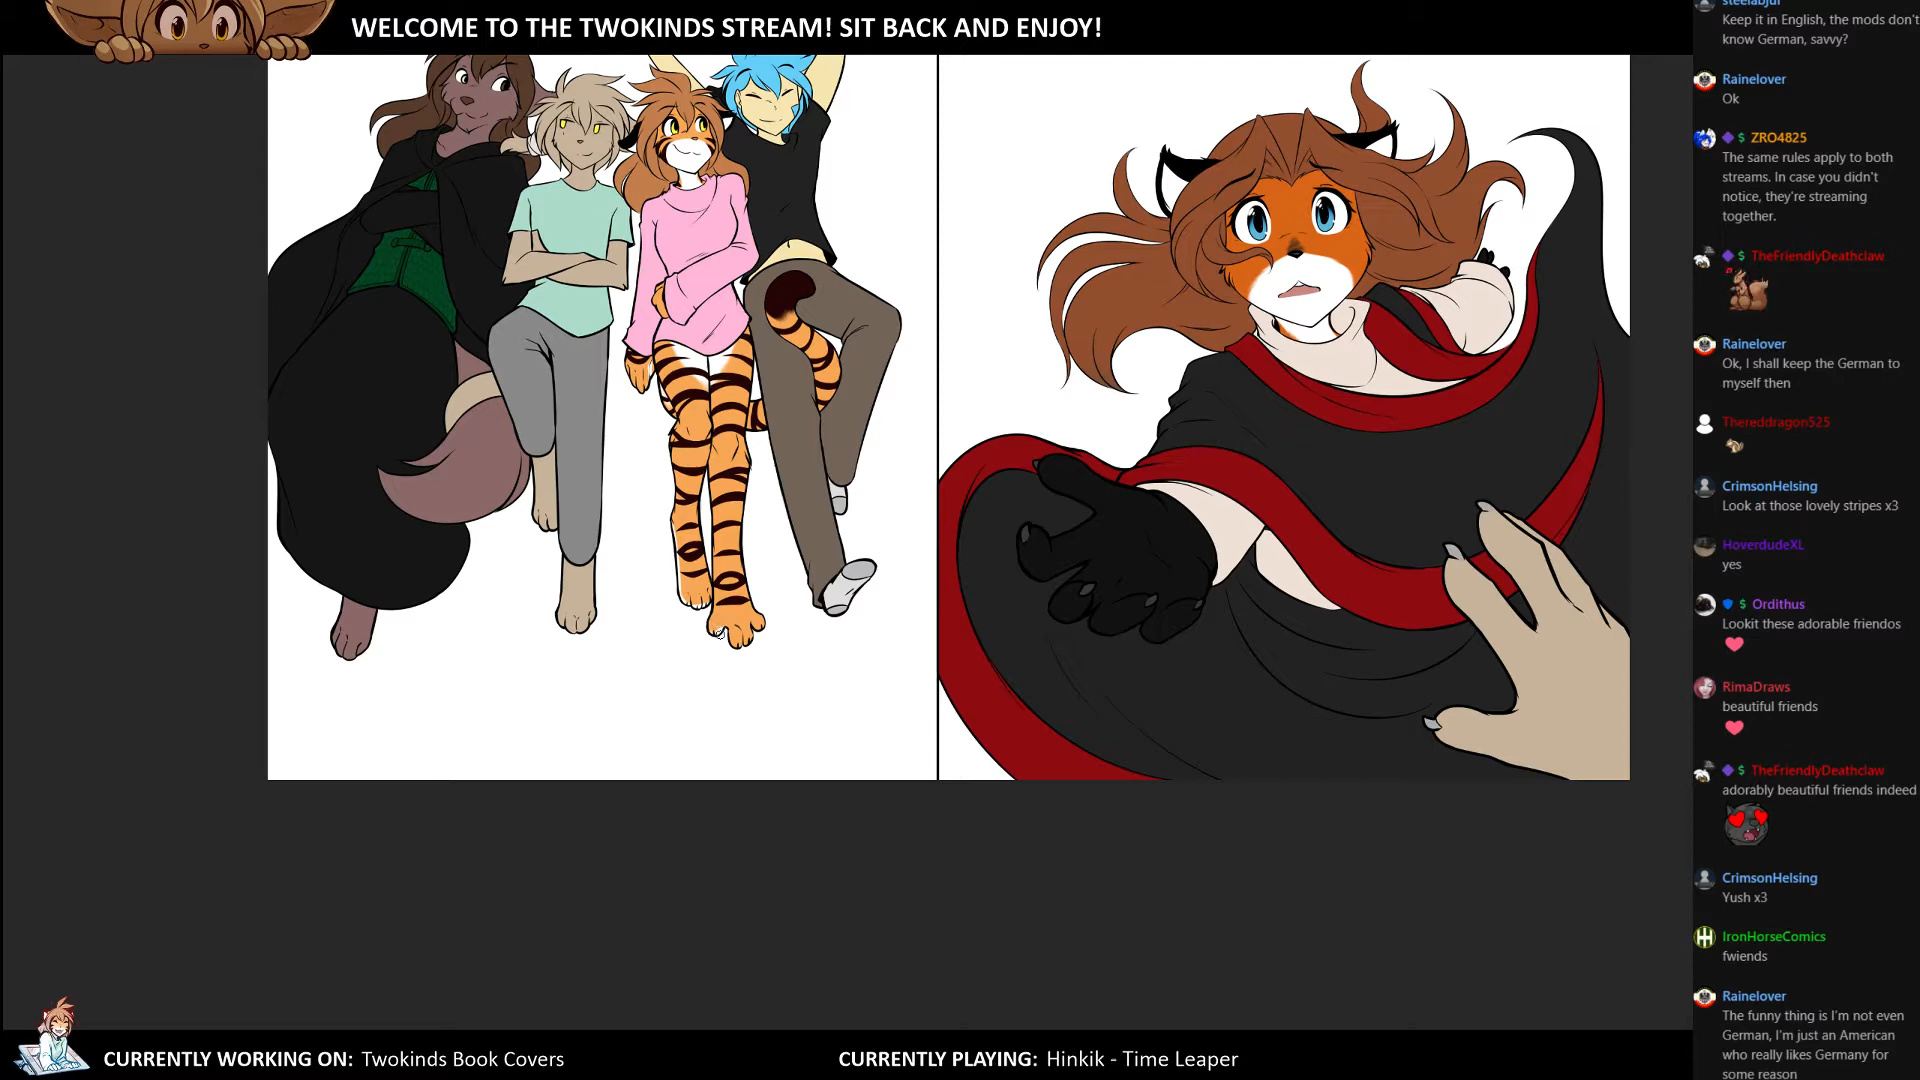 WELCOME TO THE TWOKINDS STREAM! SIT BACK AND ENJOY!
Keep it in English, the mods don't
know German, savvy?
Rainelover
Ok
ZRO4825
The same rules apply to both
streams. In case you didn't
notice, they're streaming
together.
TheFriendlyDeathclaw
Rainelover
Ok, I shall keep the German to
myself then
Thereddragon525
CrimsonHelsing
Look at those lovely stripes x3
HoverdudeXL
yes
Ordithus
Lookit these adorable friendos
RimaDraws
beautiful friends
TheFriendlyDeathclaw
adorably beautiful friends indeed
CrimsonHelsing
Yush x3
IronHorseComics
fwiends
Rainelover
The funny thing is I'm not even
German, I'm just an American
who really likes Germany for
some reason
CURRENTLY WORKING ON: Twokinds Book Covers
CURRENTLY PLAYING: Hinkik - Time Leaper